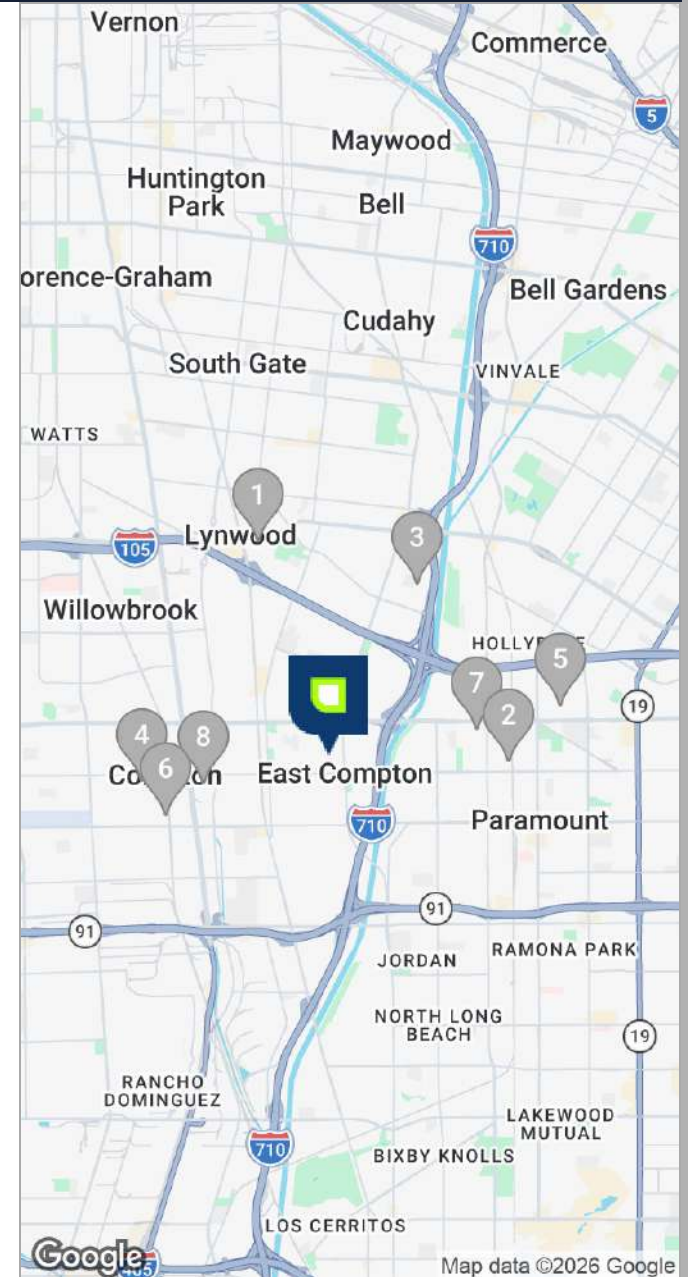 Vernon
Commerce
5
Maywood
Huntington
Park
Bell
710
orence-Graham
Bell Gardens
Cudahy
South Gate
VINVALE
WATTS
1
Lynwood
3
105
Willowbrook
5
7
19
2
4
8
6
East Compton
710
Paramount
91
91
JORDAN
RAMONA PARK
NORTH LONG
BEACH
19
RANCHO
DOMINGUEZ
LAKEWOOD
MUTUAL
710
BIXBY KNOLLS
LOS CERRITOS
Google
405
Map data ©2026 Google